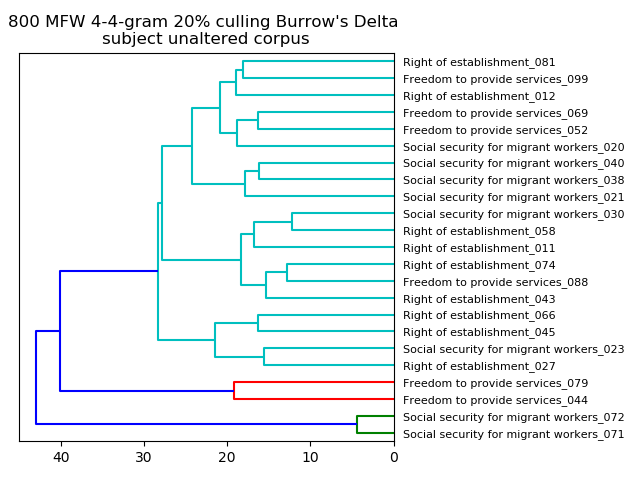 800 MFW 4-4-gram 20% culling Burrow's Delta
subject unaltered corpus
Right of establishment_081
Freedom to provide services_099
Right of establishment_012
Freedom to provide services_069
Freedom to provide services_052
Social security for migrant workers_020
Social security for migrant workers_040
Social security for migrant workers_038
Social security for migrant workers_021
Social security for migrant workers_030
Right of establishment_058
Right of establishment_011
Right of establishment_074
Freedom to provide services_088
Right of establishment_043
Right of establishment_066
Right of establishment_045
Social security for migrant workers_023
Right of establishment_027
Freedom to provide services_079
Freedom to provide services_044
Social security for migrant workers_072
Social security for migrant workers_071
40 30 20 10 0